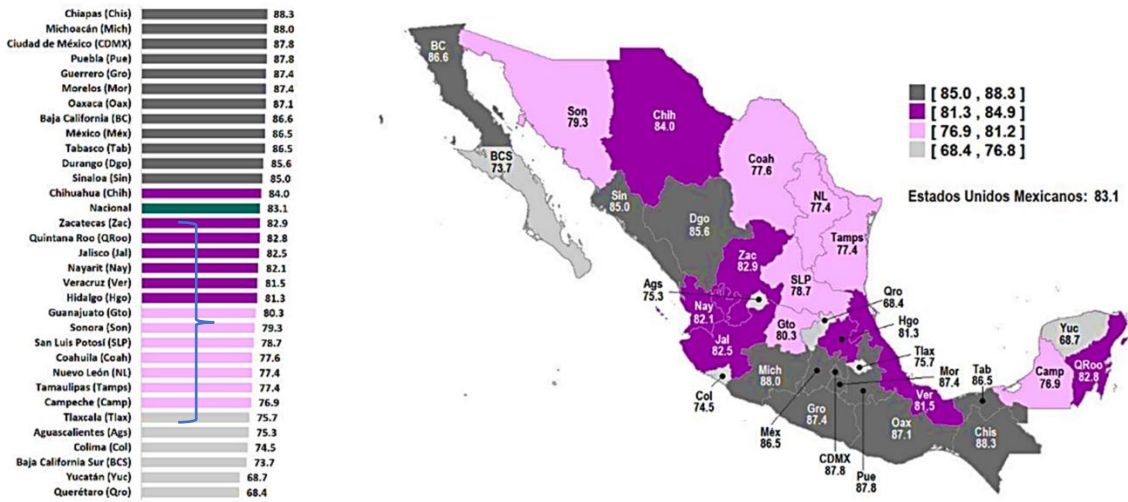 Chiapas (Chis) 88.3
Michoacán (Mich) 88.0
Ciudad de México (CDMX) 87.8
Puebla (Pue) 87.8
Guerrero (Gro) 87.4
Morelos (Mor) 87.4
Oaxaca (Oax) 87.1
Baja California (BC) 86.6
México (Méx) 86.5
Tabasco (Tab) 86.5
Durango (Dgo) 85.6
Sinaloa (Sin) 85.0
Chihuahua (Chih) 84.0
Nacional 83.1
Zacatecas (Zac) 82.9
Quintana Roo (QRoo) 82.8
Jalisco (Jal) 82.5
Nayarit (Nay) 82.1
Veracruz (Ver) 81.5
Hidalgo (Hgo) 81.3
Guanajuato (Gto) 80.3
Sonora (Son) 79.3
San Luis Potosí (SLP) 78.7
Coahuila (Coah) 77.6
Nuevo León (NL) 77.4
Tamaulipas (Tamps) 77.4
Campeche (Camp) 76.9
Tlaxcala (Tlax) 75.7
Aguascalientes (Ags) 75.3
Colima (Col) 74.5
Baja California Sur (BCS) 73.7
Yucatán (Yuc) 68.7
Querétaro (Qro) 68.4
BC
86.6
Son
79.3
Chih
84.0
BCS
73.7
Coah
77.6
Sin
85.0
Dgo
85.6
NL
77.4
Tamps
77.4
Zac
82.9
SLP
78.7
Ags
75.3
Nay
82.1
Jal
82.5
Gto
80.3
Qro
68.4
Hgo
81.3
Tlax
75.7
Mor
87.4
Col
74.5
Mich
88.0
Méx
86.5
Gro
87.4
CDMX
87.8
Pue
87.8
Oax
87.1
Ver
81.5
Tab
86.5
Chis
88.3
Camp
76.9
Yuc
68.7
QRoo
82.8
[ 85.0 , 88.3 ]
[ 81.3 , 84.9 ]
[ 76.9 , 81.2 ]
[ 68.4 , 76.8 ]
Estados Unidos Mexicanos: 83.1